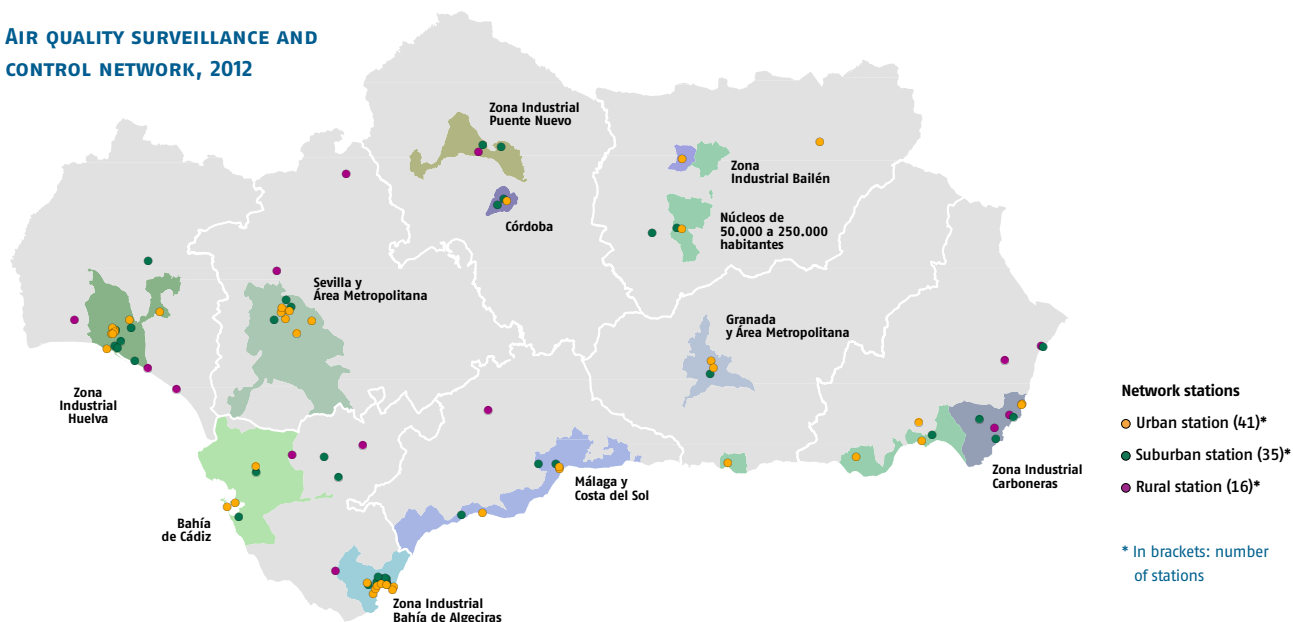 AIR QUALITY SURVEILLANCE AND
CONTROL NETWORK, 2012
Zona Industrial
Puente Nuevo
Zona
Industrial Bailén
Córdoba
Núcleos de
50.000 a 250.000
habitantes
Sevilla y
Área Metropolitana
Granada
y Área Metropolitana
Zona
Industrial
Huelva
Network stations
Urban station (41)*
Suburban station (35)*
Rural station (16)*
Zona Industrial
Carboneras
Málaga y
Costa del Sol
Bahía
de Cádiz
* In brackets: number
of stations
Zona Industrial
Bahía de Algeciras